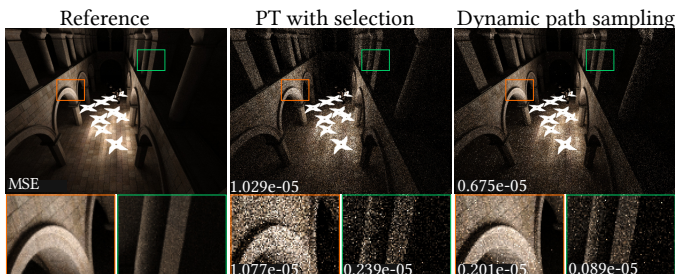 Reference PT with selection Dynamic path sampling
MSE 1.029e-05 0.675e-05
1.077e-05 0.239e-05 0.201e-05 0.089e-05